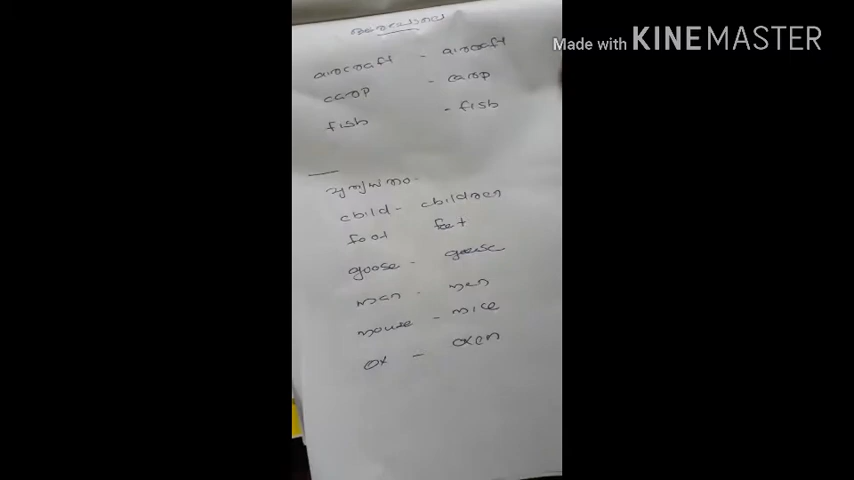 Made with KINEMASTER
aircraft - aircraft
carp - carp
fish - fish
child - children
foot feet
goose - geese
man - men
mouse - mice
ox - oxen